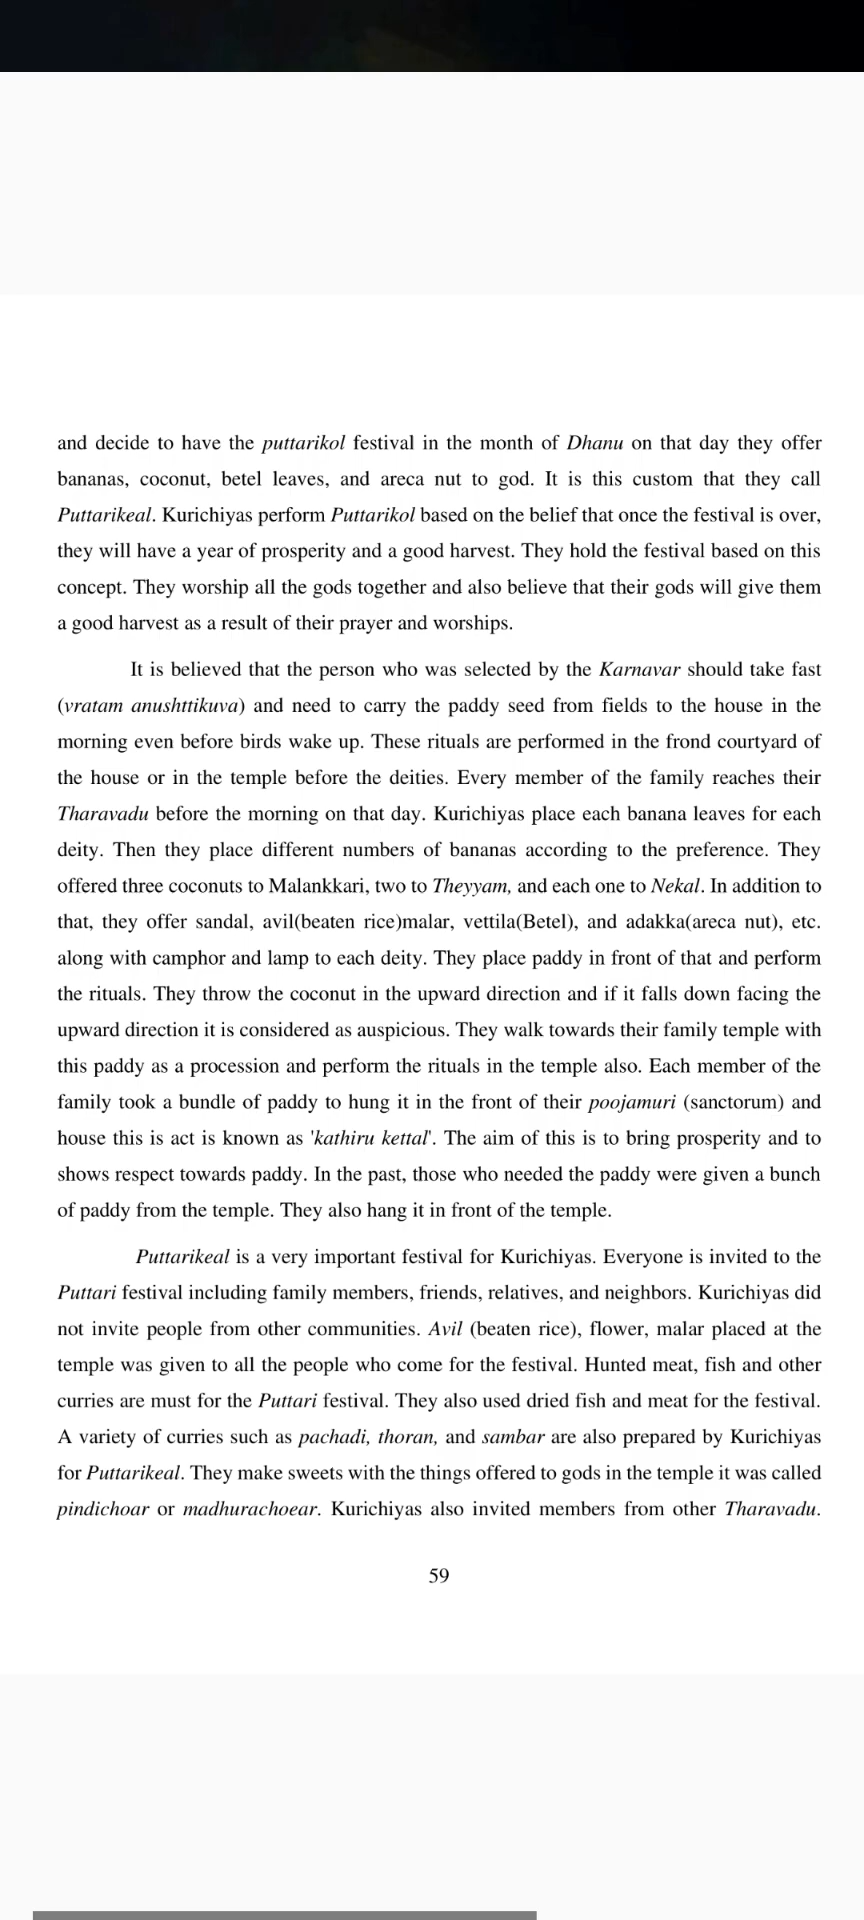 and decide to have the puttarikol festival in the month of Dhanu on that day they offer
bananas, coconut, betel leaves, and areca nut to god. It is this custom that they call
Puttarikeal. Kurichiyas perform Puttarikol based on the belief that once the festival is over,
they will have a year of prosperity and a good harvest. They hold the festival based on this
concept. They worship all the gods together and also believe that their gods will give them
a good harvest as a result of their prayer and worships.
It is believed that the person who was selected by the Karnavar should take fast
(vratam anushttikuva) and need to carry the paddy seed from fields to the house in the
morning even before birds wake up. These rituals are performed in the frond courtyard of
the house or in the temple before the deities. Every member of the family reaches their
Tharavadu before the morning on that day. Kurichiyas place each banana leaves for each
deity. Then they place different numbers of bananas according to the preference. They
offered three coconuts to Malankkari, two to Theyyam, and each one to Nekal. In addition to
that, they offer sandal, avil(beaten rice)malar, vettila(Betel), and adakka(areca nut), etc.
along with camphor and lamp to each deity. They place paddy in front of that and perform
the rituals. They throw the coconut in the upward direction and if it falls down facing the
upward direction it is considered as auspicious. They walk towards their family temple with
this paddy as a procession and perform the rituals in the temple also. Each member of the
family took a bundle of paddy to hung it in the front of their poojamuri (sanctorum) and
house this is act is known as 'kathiru kettal'. The aim of this is to bring prosperity and to
shows respect towards paddy. In the past, those who needed the paddy were given a bunch
of paddy from the temple. They also hang it in front of the temple.
Puttarikeal is a very important festival for Kurichiyas. Everyone is invited to the
Puttari festival including family members, friends, relatives, and neighbors. Kurichiyas did
not invite people from other communities. Avil (beaten rice), flower, malar placed at the
temple was given to all the people who come for the festival. Hunted meat, fish and other
curries are must for the Puttari festival. They also used dried fish and meat for the festival.
A variety of curries such as pachadi, thoran, and sambar are also prepared by Kurichiyas
for Puttarikeal. They make sweets with the things offered to gods in the temple it was called
pindichoar or madhurachoear. Kurichiyas also invited members from other Tharavadu.
59